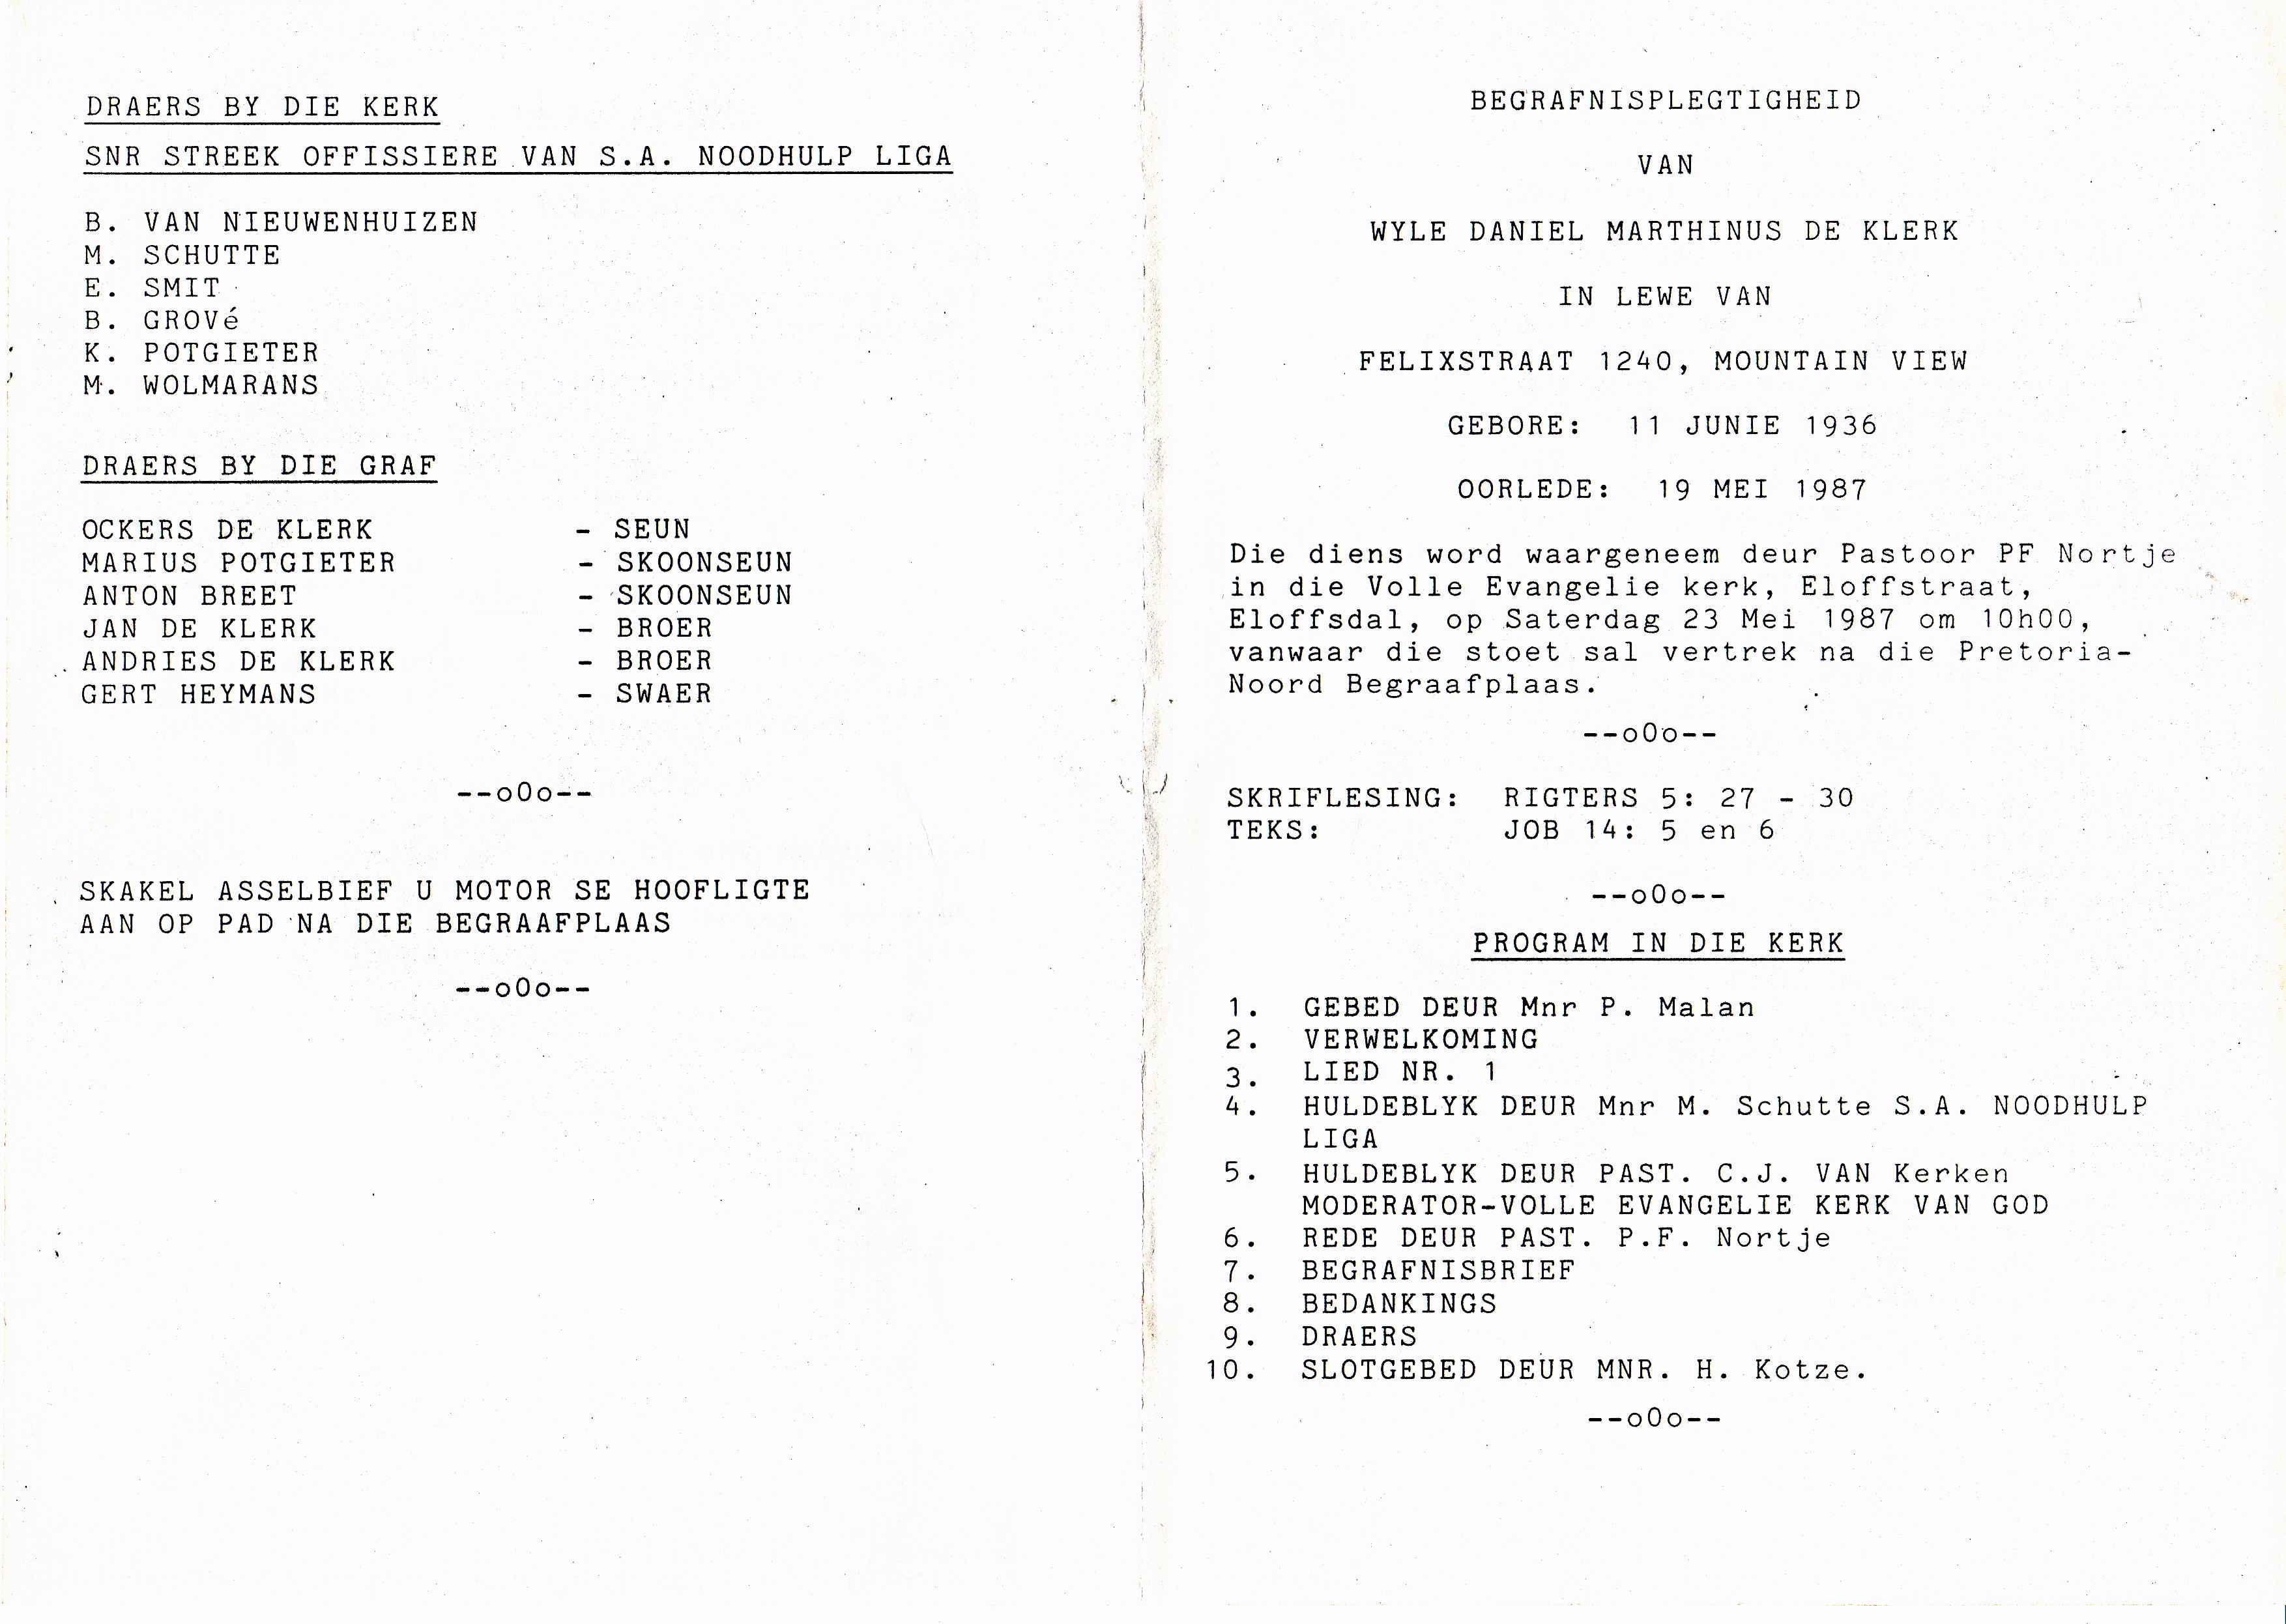 DRAERS BY DIE KERK
SNR STREEK OFFISSIERE VAN S.A. NOODHULP LIGA
B. VAN NIEUWENHUIZEN
M. SCHUTTE
E. SMIT
B. GROVé
K. POTGIETER
M. WOLMARANS
DRAERS BY DIE GRAF
OCKERS DE KLERK - SEUN
MARIUS POTGIETER - SKOONSEUN
ANTON BREET - SKOONSEUN
JAN DE KLERK - BROER
ANDRIES DE KLERK - BROER
GERT HEYMANS - SWAER
--oOo--
SKAKEL ASSELBIEF U MOTOR SE HOOFLIGTE
AAN OP PAD NA DIE BEGRAAFPLAAS
--oOo--
BEGRAFNISPLEGTIGHEID
VAN
WYLE DANIEL MARTHINUS DE KLERK
IN LEWE VAN
FELIXSTRAAT 1240, MOUNTAIN VIEW
GEBORE: 11 JUNIE 1936
OORLEDE: 19 MEI 1987
Die diens word waargeneem deur Pastoor PF Nortje
in die Volle Evangelie kerk, Eloffstraat,
Eloffsdal, op Saterdag 23 Mei 1987 om 10h00,
vanwaar die stoet sal vertrek na die Pretoria-
Noord Begraafplaas.
--oOo--
SKRIFLESING: RIGTERS 5: 27 - 30
TEKS: JOB 14: 5 en 6
--oOo--
PROGRAM IN DIE KERK
1. GEBED DEUR Mnr P. Malan
2. VERWELKOMING
3. LIED NR. 1
4. HULDEBLYK DEUR Mnr M. Schutte S.A. NOODHULP
LIGA
5. HULDEBLYK DEUR PAST. C.J. VAN Kerken
MODERATOR-VOLLE EVANGELIE KERK VAN GOD
6. REDE DEUR PAST. P.F. Nortje
7. BEGRAFNISBRIEF
8. BEDANKINGS
9. DRAERS
10. SLOTGEBED DEUR MNR. H. Kotze.
--oOo--